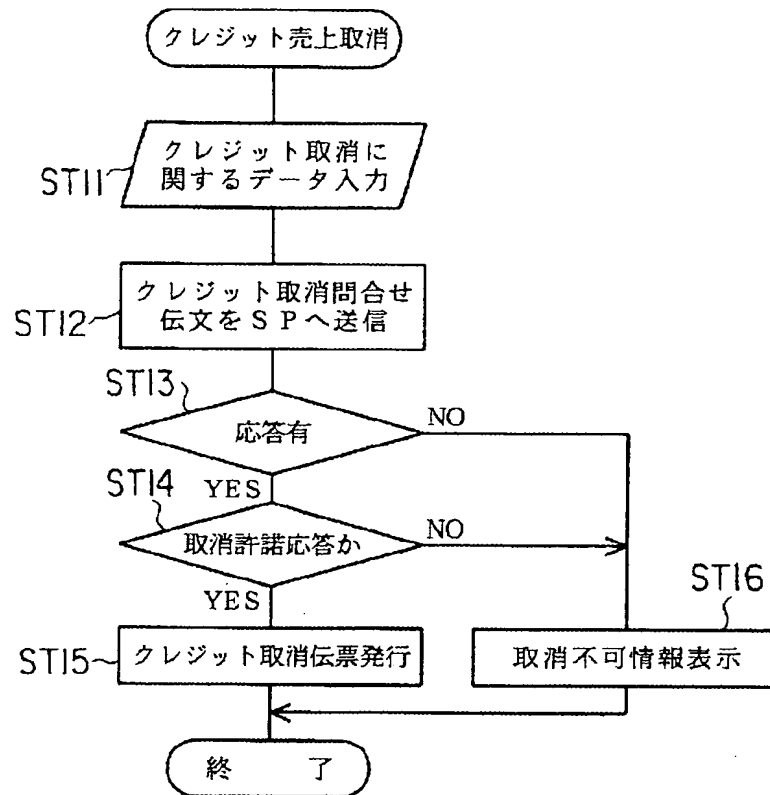 クレジット売上取消
クレジット取消に
関するデータ入力
ST11
クレジット取消問合せ
伝文をSPへ送信
ST12
ST13
応答有
NO
YES
ST14
取消許諾応答か
NO
YES
ST15
クレジット取消伝票発行
ST16
取消不可情報表示
終 了